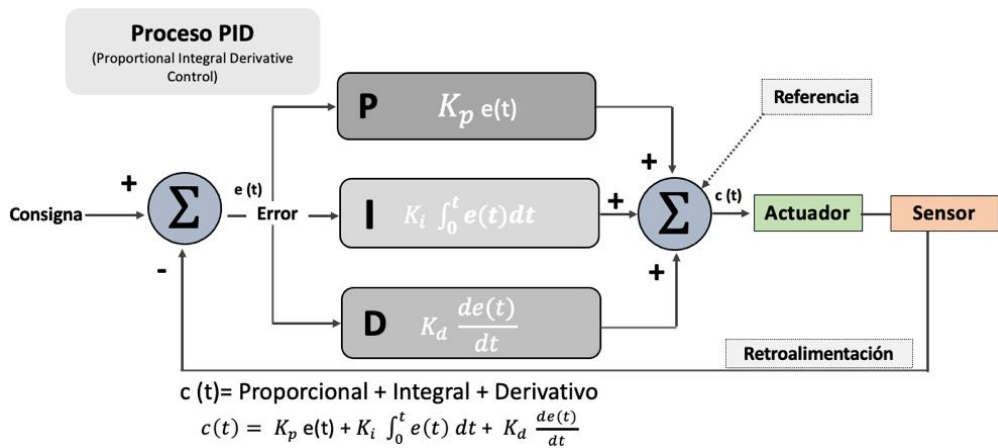 Proceso PID
(Proportional Integral Derivative
Control)
P K_p e(t)
Referencia
+
+
Consigna
Σ
e (t)
Error
I K_i ∫_0^t e(t)dt
+
Σ
c (t)
Actuador
Sensor
-
+
D K_d de(t)/dt
Retroalimentación
c (t)= Proporcional + Integral + Derivativo
c(t) = K_p e(t) + K_i ∫_0^t e(t) dt + K_d de(t)/dt